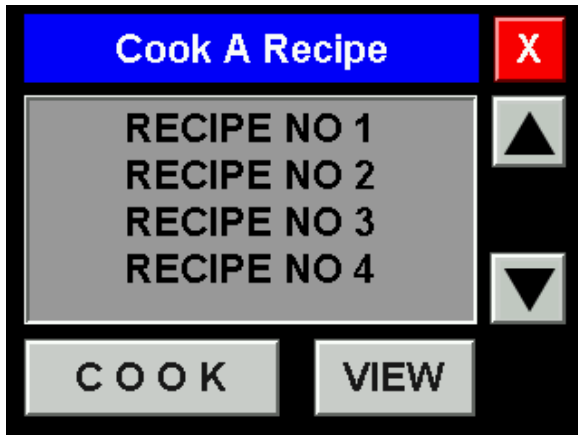 Cook A Recipe X
RECIPE NO 1
RECIPE NO 2
RECIPE NO 3
RECIPE NO 4
C O O K VIEW